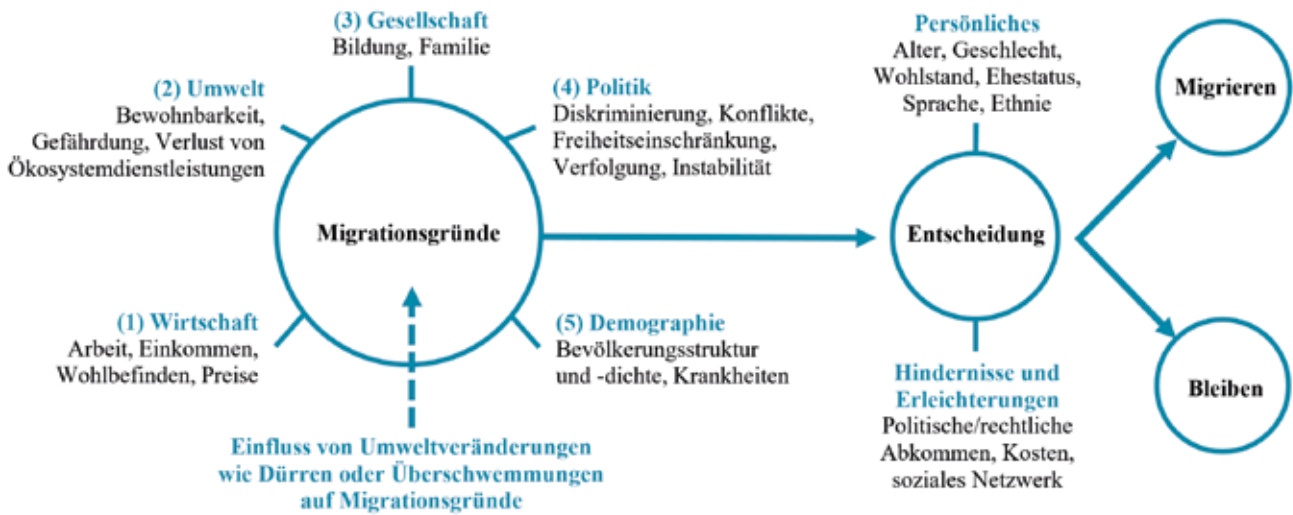 (3) Gesellschaft
Bildung, Familie
(2) Umwelt
Bewohnbarkeit,
Gefährdung, Verlust von
Ökosystemdienstleistungen
(4) Politik
Diskriminierung, Konflikte,
Freiheitseinschränkung,
Verfolgung, Instabilität
Migrationsgründe
(1) Wirtschaft
Arbeit, Einkommen,
Wohlbefinden, Preise
(5) Demographie
Bevölkerungsstruktur
und -dichte, Krankheiten
Einfluss von Umweltveränderungen
wie Dürren oder Überschwemmungen
auf Migrationsgründe
Persönliches
Alter, Geschlecht,
Wohlstand, Ehestatus,
Sprache, Ethnie
Entscheidung
Hindernisse und
Erleichterungen
Politische/rechtliche
Abkommen, Kosten,
soziales Netzwerk
Migrieren
Bleiben